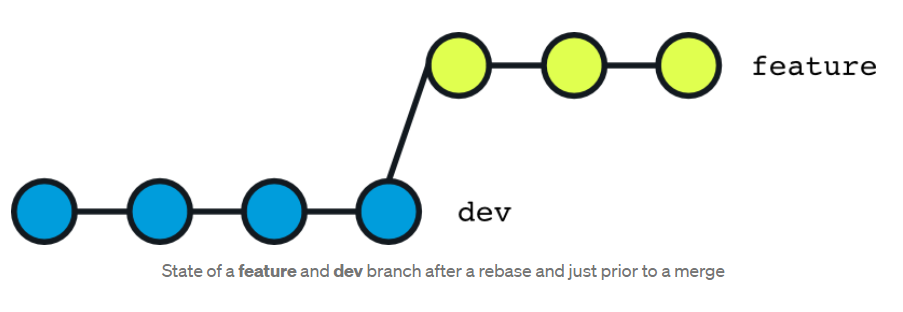 feature
dev
State of a feature and dev branch after a rebase and just prior to a merge